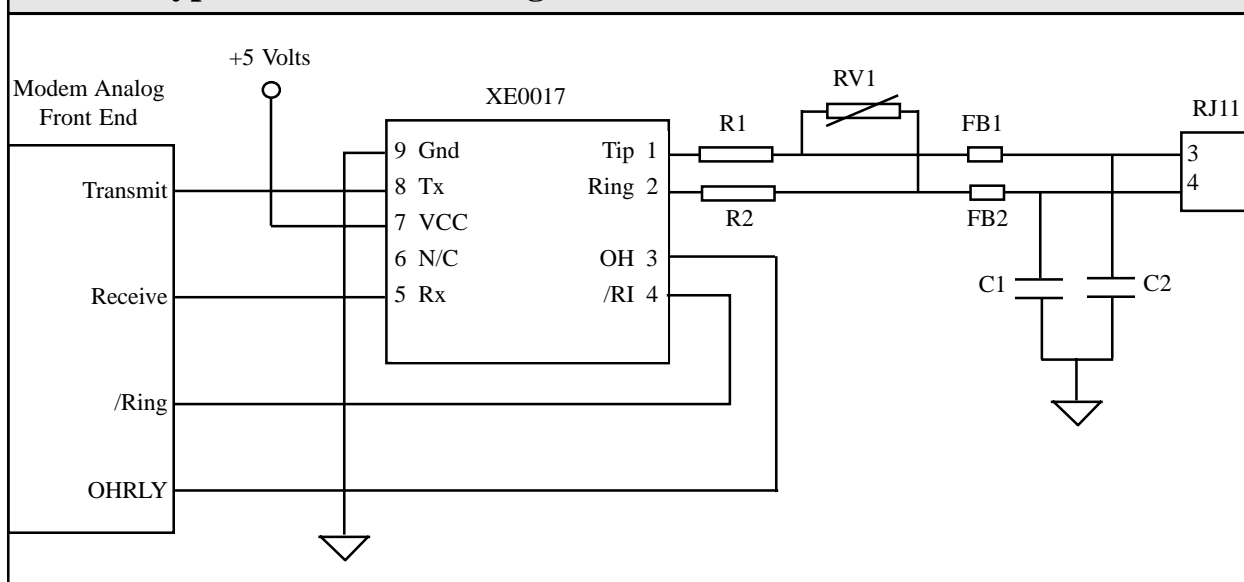 +5 Volts
Modem Analog
Front End
XE0017
RV1
RJ11
R1
FB1
9 Gnd
Tip 1
3
Transmit
8 Tx
Ring 2
4
7 VCC
R2
FB2
6 N/C
OH 3
Receive
5 Rx
/RI 4
C1
C2
/Ring
OHRLY